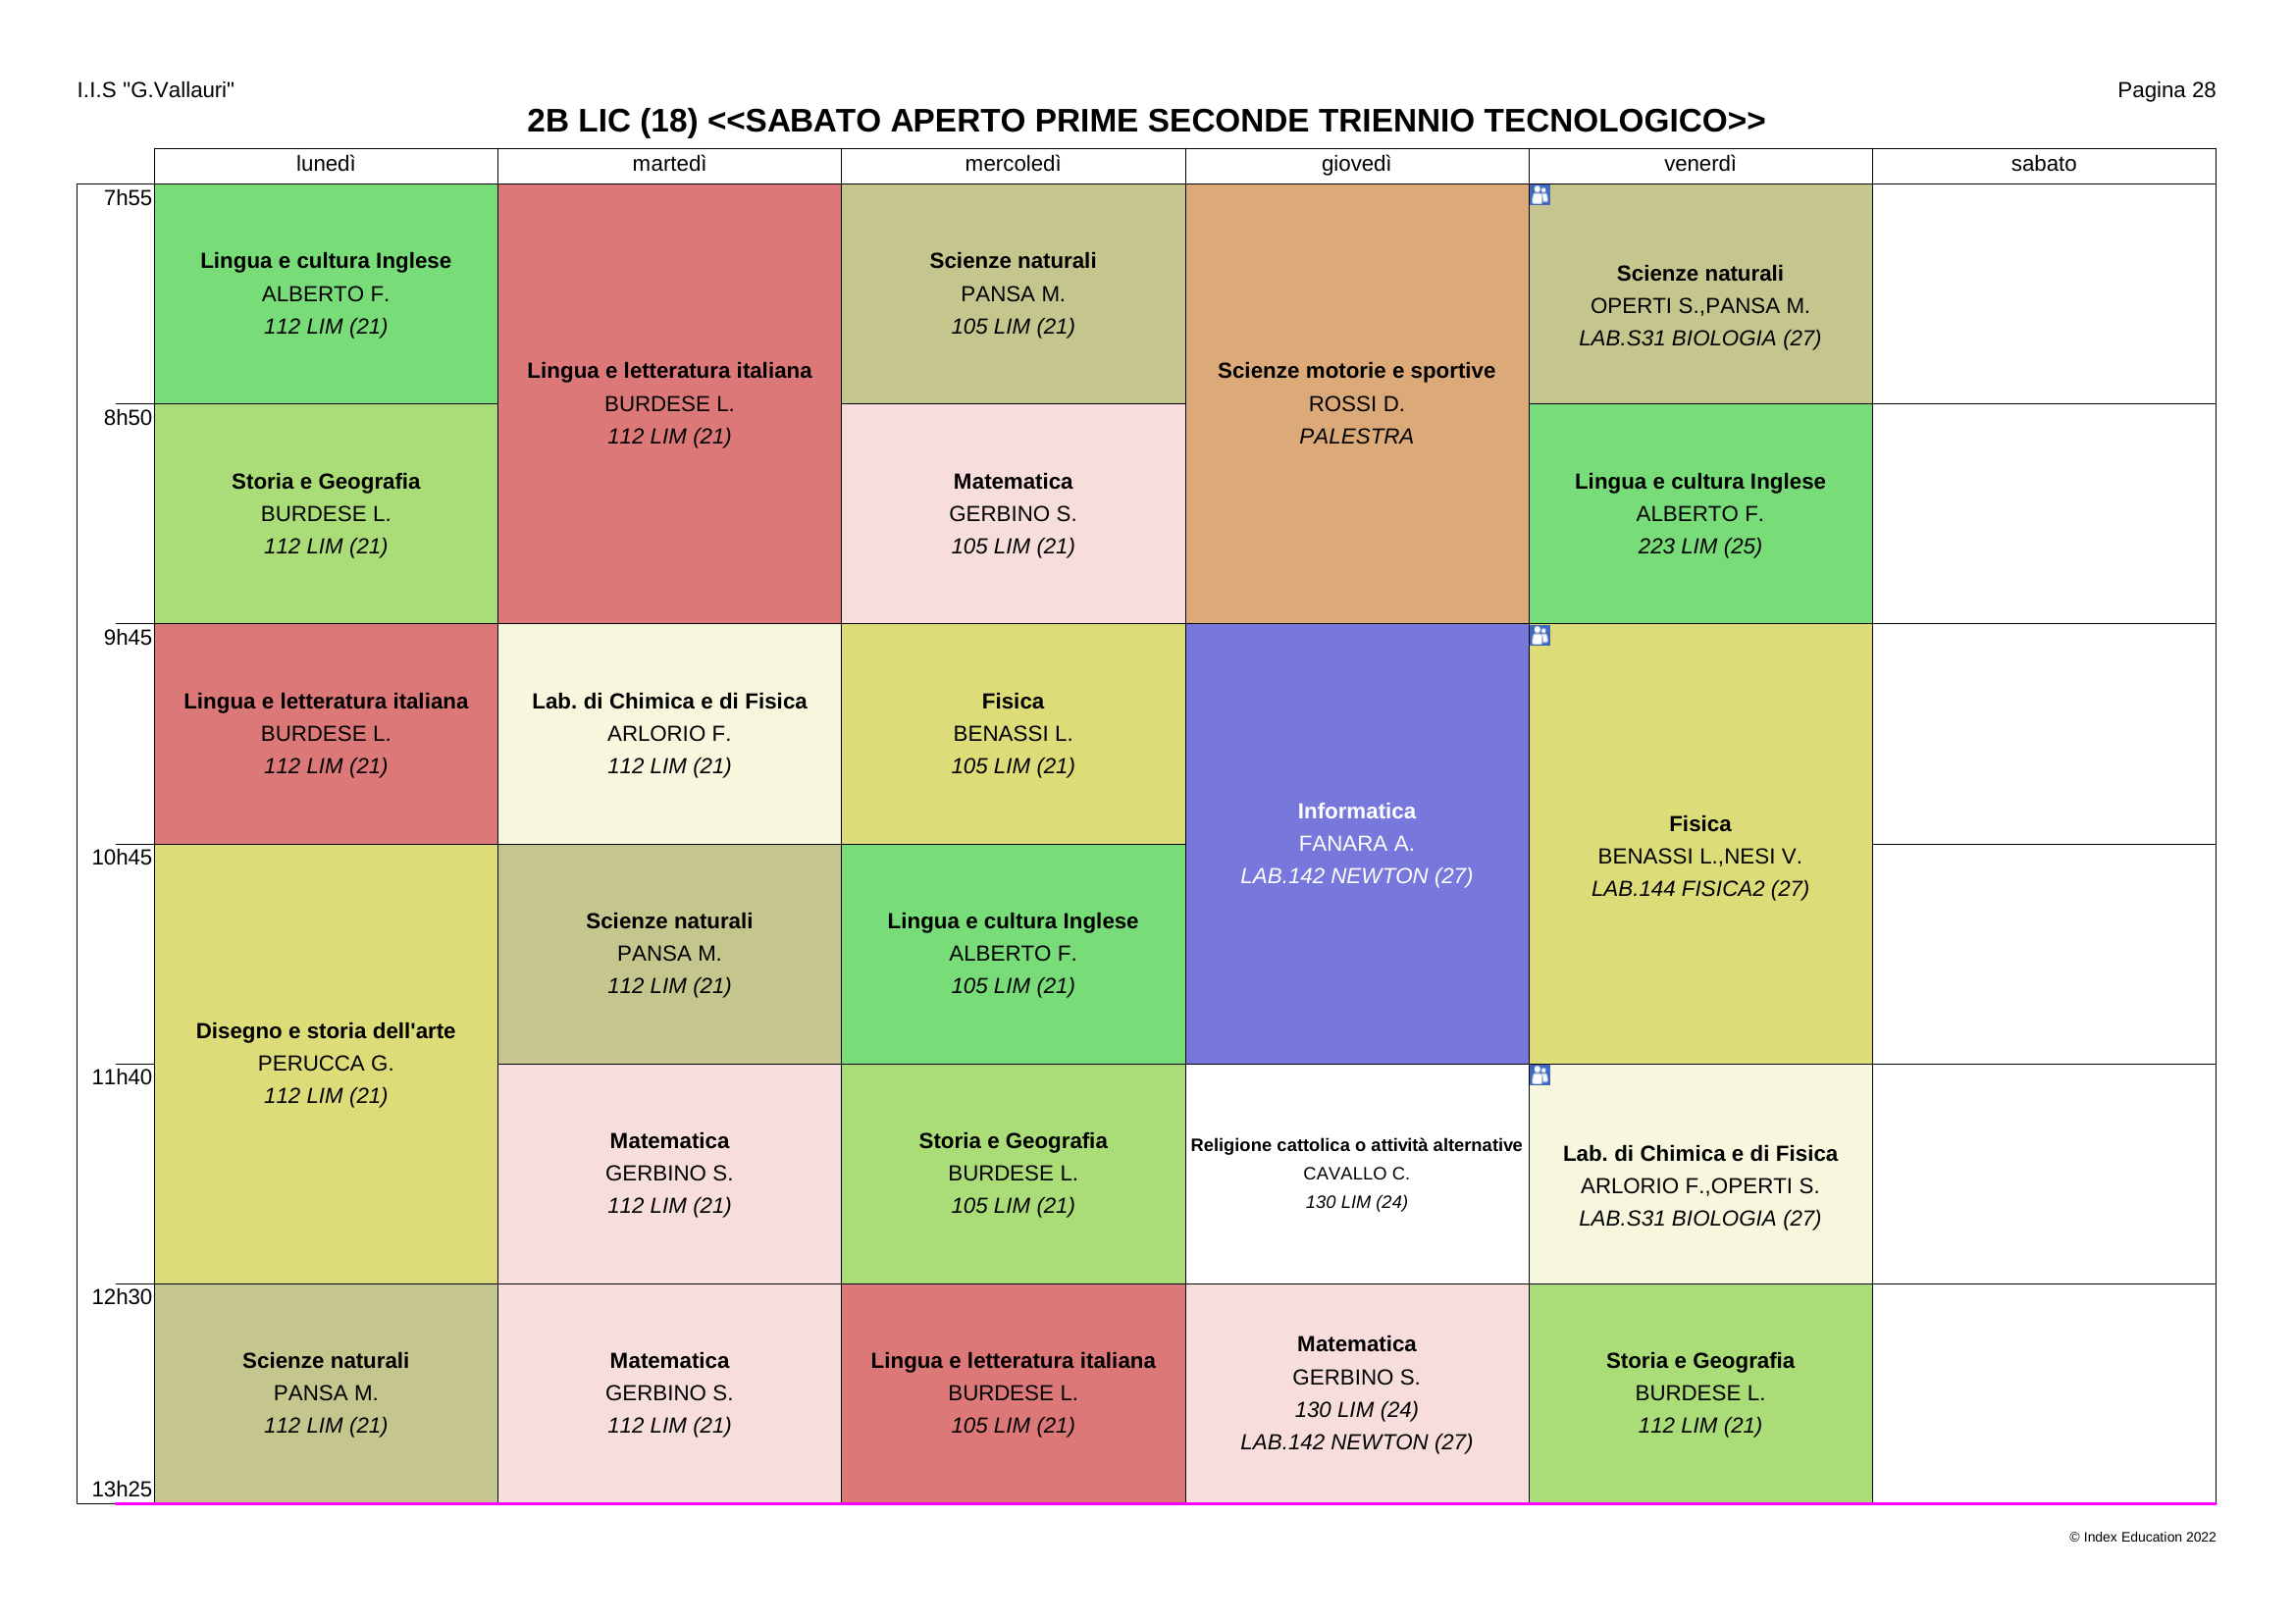 I.I.S "G.Vallauri"
Pagina 28
2B LIC (18) <<SABATO APERTO PRIME SECONDE TRIENNIO TECNOLOGICO>>
lunedì
martedì
mercoledì
giovedì
venerdì
sabato
7h55
Lingua e cultura Inglese
ALBERTO F.
112 LIM (21)
Lingua e letteratura italiana
BURDESE L.
112 LIM (21)
Scienze naturali
PANSA M.
105 LIM (21)
Scienze motorie e sportive
ROSSI D.
PALESTRA
Scienze naturali
OPERTI S.,PANSA M.
LAB.S31 BIOLOGIA (27)
8h50
Storia e Geografia
BURDESE L.
112 LIM (21)
Matematica
GERBINO S.
105 LIM (21)
Lingua e cultura Inglese
ALBERTO F.
223 LIM (25)
9h45
Lingua e letteratura italiana
BURDESE L.
112 LIM (21)
Lab. di Chimica e di Fisica
ARLORIO F.
112 LIM (21)
Fisica
BENASSI L.
105 LIM (21)
Informatica
FANARA A.
LAB.142 NEWTON (27)
Fisica
BENASSI L.,NESI V.
LAB.144 FISICA2 (27)
10h45
Disegno e storia dell'arte
PERUCCA G.
112 LIM (21)
Scienze naturali
PANSA M.
112 LIM (21)
Lingua e cultura Inglese
ALBERTO F.
105 LIM (21)
11h40
Matematica
GERBINO S.
112 LIM (21)
Storia e Geografia
BURDESE L.
105 LIM (21)
Religione cattolica o attività alternative
CAVALLO C.
130 LIM (24)
Lab. di Chimica e di Fisica
ARLORIO F.,OPERTI S.
LAB.S31 BIOLOGIA (27)
12h30
Scienze naturali
PANSA M.
112 LIM (21)
Matematica
GERBINO S.
112 LIM (21)
Lingua e letteratura italiana
BURDESE L.
105 LIM (21)
Matematica
GERBINO S.
130 LIM (24)
LAB.142 NEWTON (27)
Storia e Geografia
BURDESE L.
112 LIM (21)
13h25
© Index Education 2022